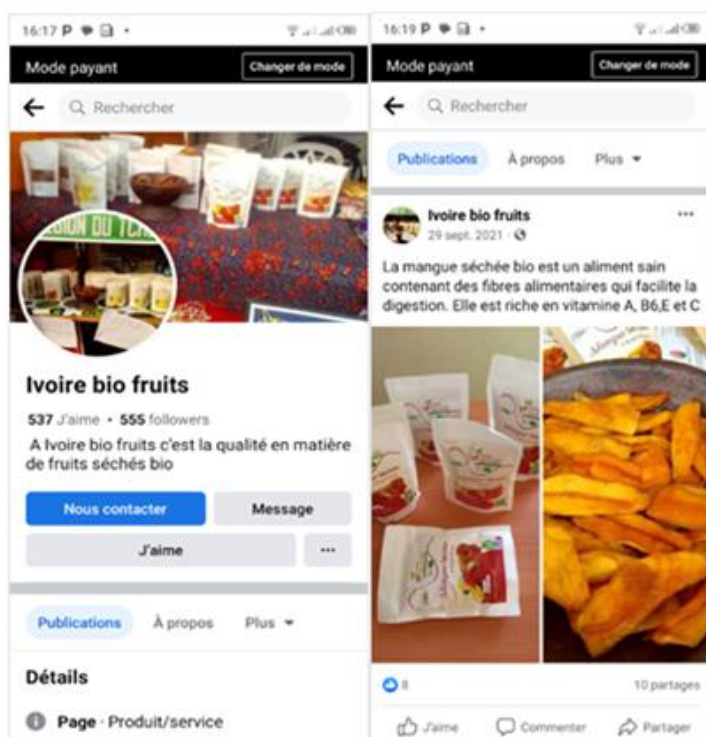 16:17
Mode payant
Changer de mode
Rechercher
Ivoire bio fruits
537 J'aime • 555 followers
A Ivoire bio fruits c'est la qualité en matière
de fruits séchés bio
Nous contacter
Message
J'aime
Publications
À propos
Plus
Détails
Page · Produit/service
16:19
Mode payant
Changer de mode
Rechercher
Publications
À propos
Plus
Ivoire bio fruits
29 sept. 2021
La mangue séchée bio est un aliment sain
contenant des fibres alimentaires qui facilite la
digestion. Elle est riche en vitamine A, B6,E et C
8
10 partages
J'aime
Commenter
Partager